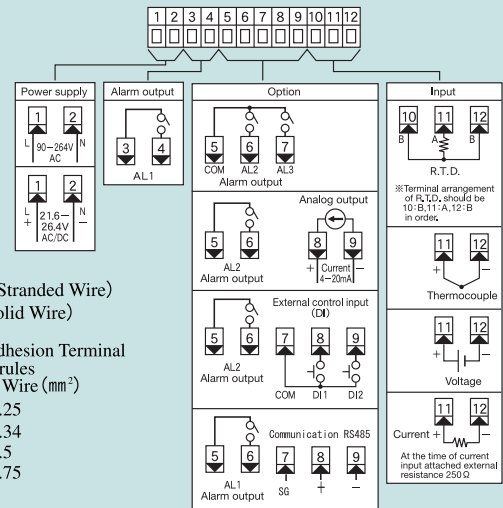 1 2 3 4 5 6 7 8 9 10 11 12
Power supply
1 2
L 90-264V N
AC
1 2
L N
+ 21.6- −
26.4V
AC/DC
Alarm output
3 4
AL1
Option
5 6 7
COM AL2 AL3
Alarm output
Analog output
5 6 8 9
AL2 + Current −
Alarm output 4-20mA
External control input
(DI)
5 6 7 8 9
AL2
Alarm output
COM DI1 DI2
Communication RS485
5 6 7 8 9
AL1 SG + −
Alarm output
Input
10 11 12
B A B
R.T.D.
※Terminal arrangement
of R.T.D. should be
10:B,11:A,12:B
in order.
11 12
+ −
Thermocouple
11 12
+ −
Voltage
11 12
Current + −
At the time of current
input attached external
resistance 250Ω
Stranded Wire)
olid Wire)
dhesion Terminal
rules
Wire (mm²)
.25
.34
.5
.75